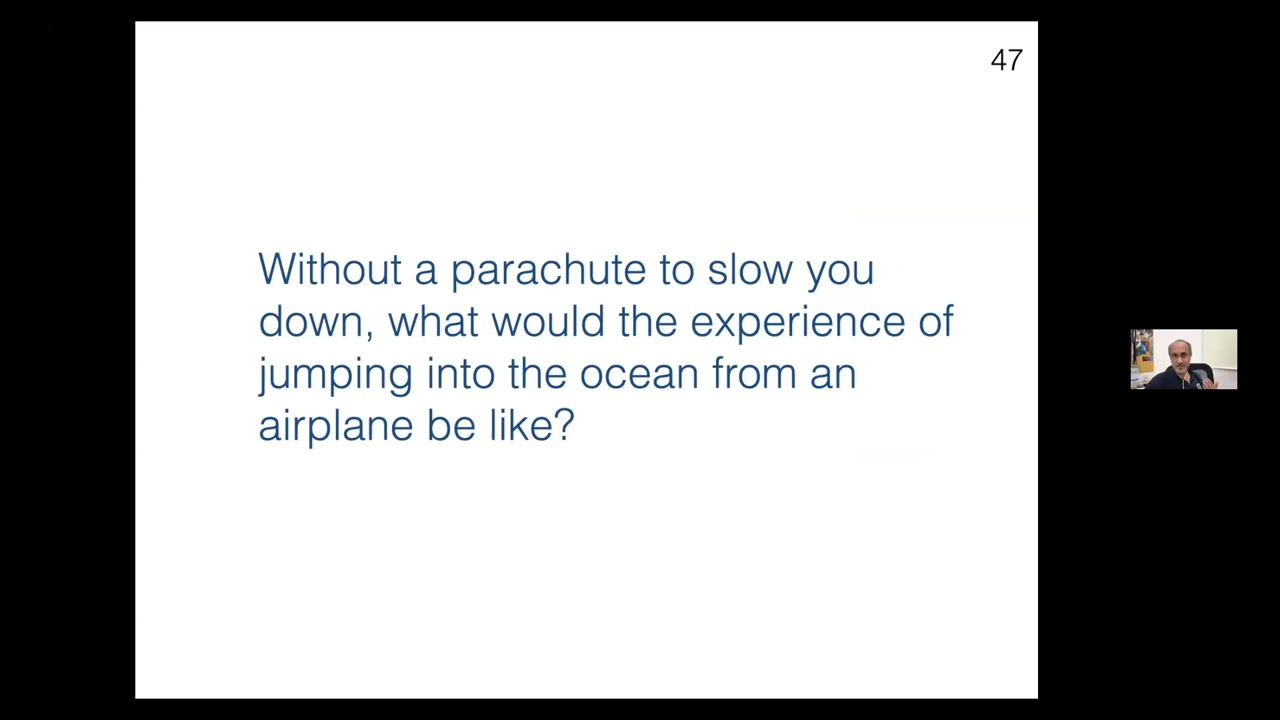 47
Without a parachute to slow you
down, what would the experience of
jumping into the ocean from an
airplane be like?